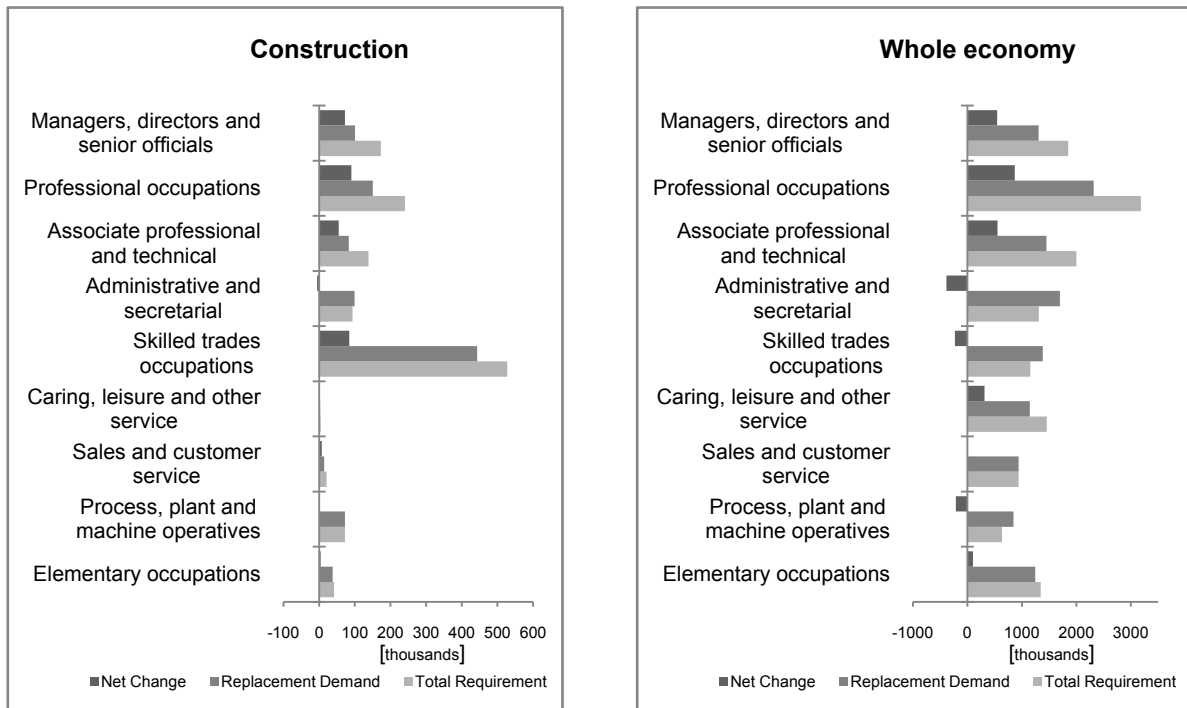 Construction
Managers, directors and
senior officials
Professional occupations
Associate professional
and technical
Administrative and
secretarial
Skilled trades
occupations
Caring, leisure and other
service
Sales and customer
service
Process, plant and
machine operatives
Elementary occupations
-100 0 100 200 300 400 500 600
[thousands]
Net Change Replacement Demand Total Requirement
Whole economy
Managers, directors and
senior officials
Professional occupations
Associate professional
and technical
Administrative and
secretarial
Skilled trades
occupations
Caring, leisure and other
service
Sales and customer
service
Process, plant and
machine operatives
Elementary occupations
-1000 0 1000 2000 3000
[thousands]
Net Change Replacement Demand Total Requirement